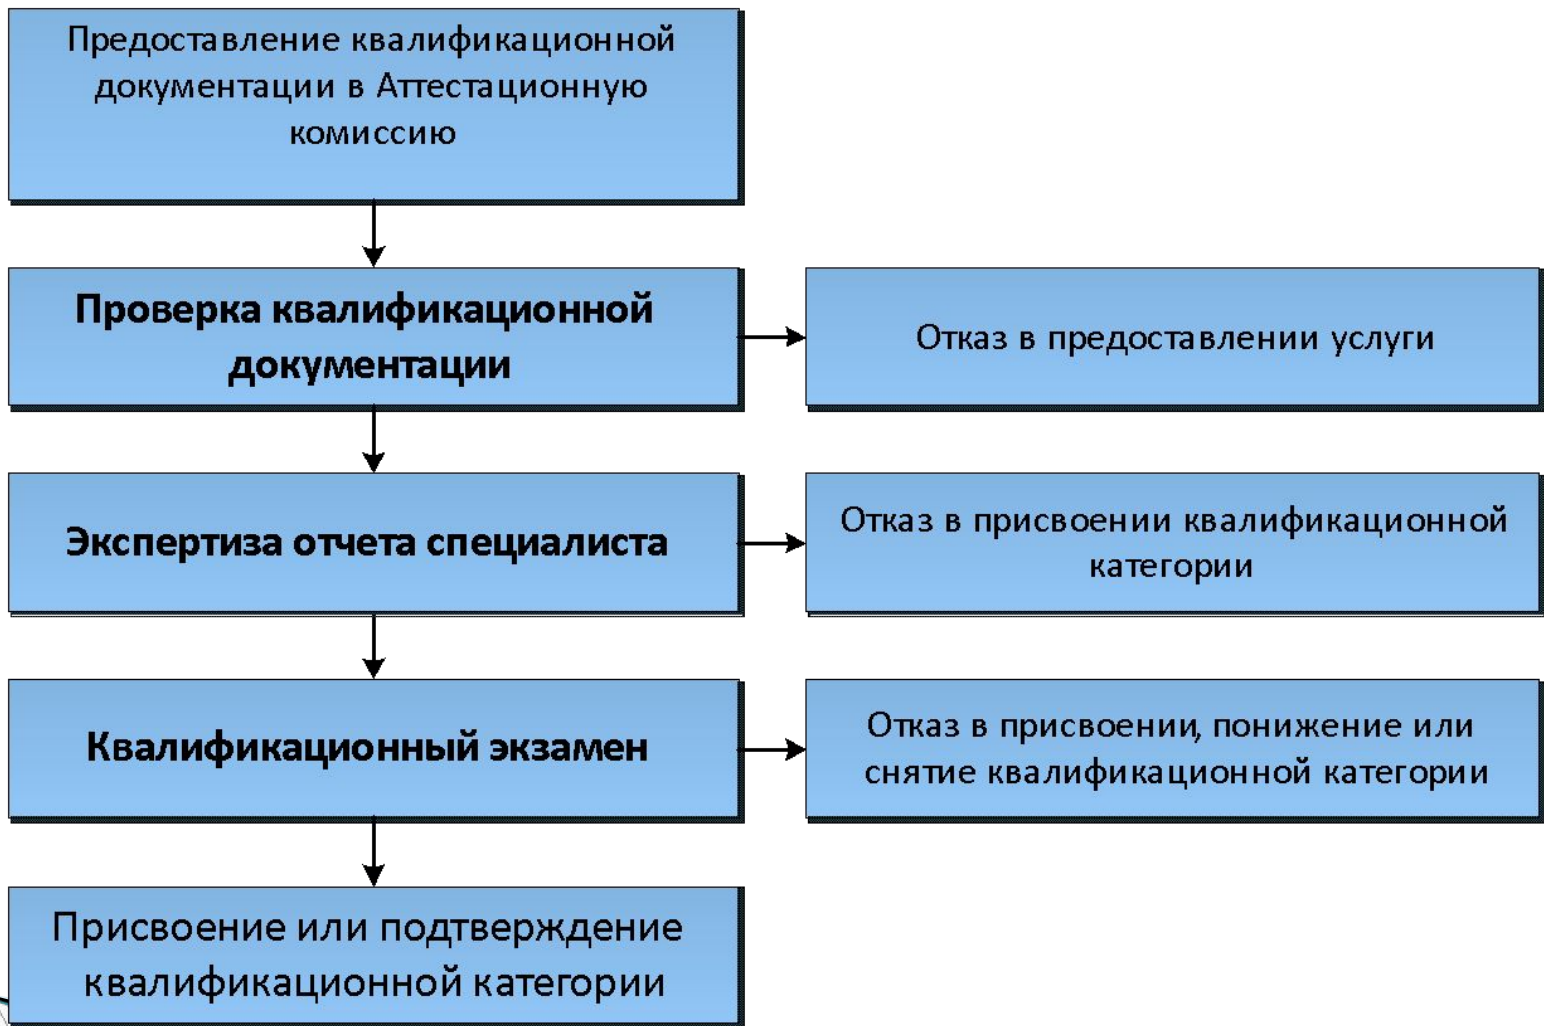 Предоставление квалификационной
документации в Аттестационную
комиссию
Проверка квалификационной
документации
Отказ в предоставлении услуги
Экспертиза отчета специалиста
Отказ в присвоении квалификационной
категории
Квалификационный экзамен
Отказ в присвоении, понижение или
снятие квалификационной категории
Присвоение или подтверждение
квалификационной категории